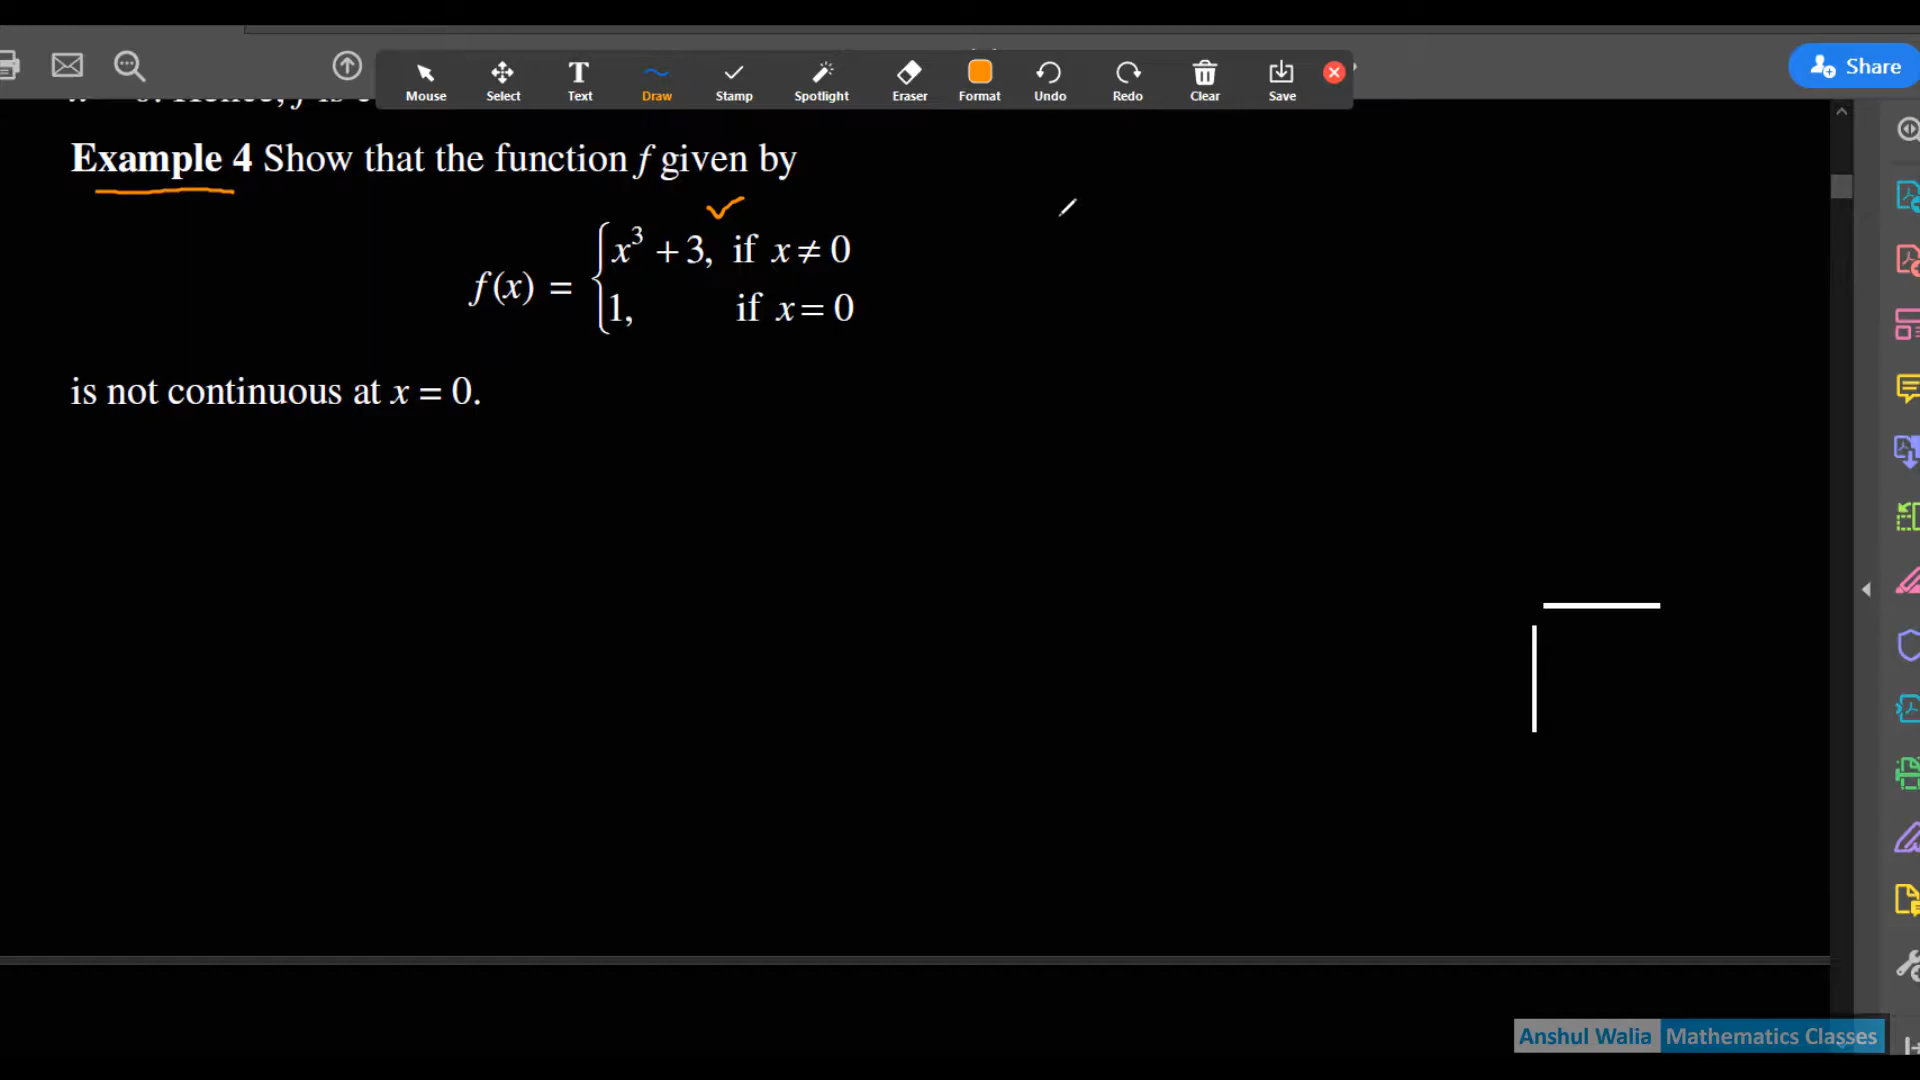 Share
Mouse Select Text Draw Stamp Spotlight Eraser Format Undo Redo Clear Save
Example 4 Show that the function f given by
f(x) = { x³ + 3, if x ≠ 0
1, if x = 0
is not continuous at x = 0.
Anshul Walia Mathematics Classes